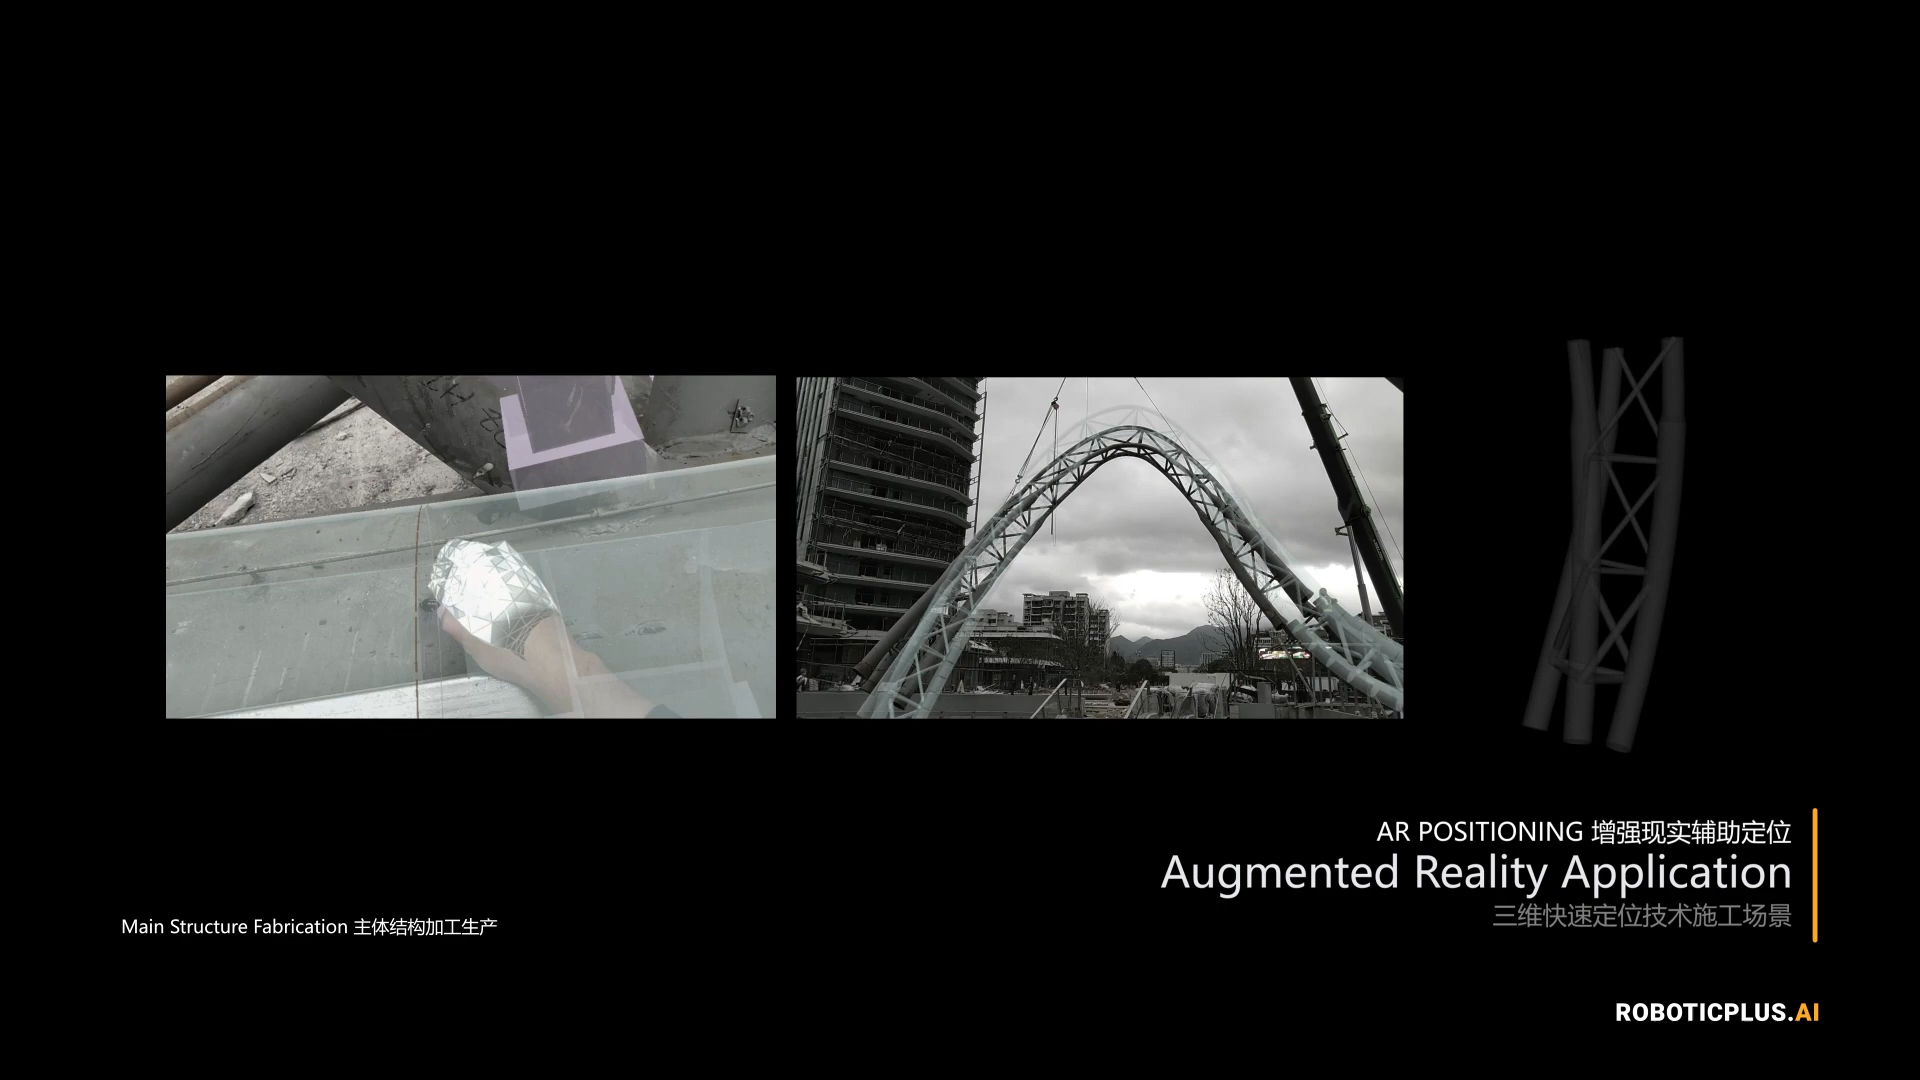 AR POSITIONING 增强现实辅助定位
Augmented Reality Application
三维快速定位技术施工场景
Main Structure Fabrication 主体结构加工生产
ROBOTICPLUS.AI